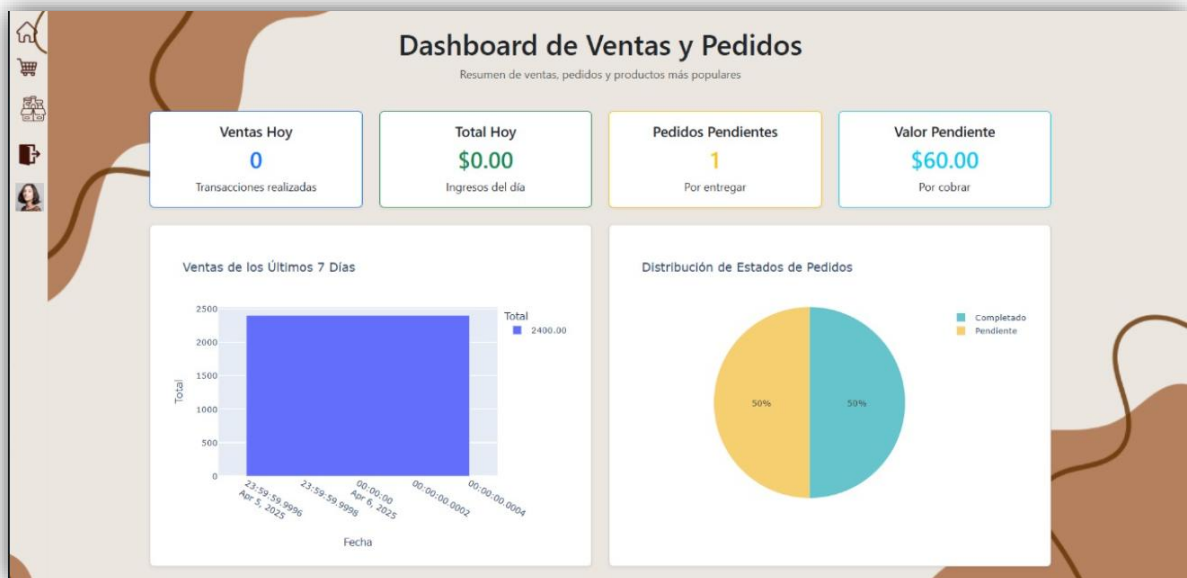 Dashboard de Ventas y Pedidos
Resumen de ventas, pedidos y productos más populares
Ventas Hoy
0
Transacciones realizadas
Total Hoy
$0.00
Ingresos del día
Pedidos Pendientes
1
Por entregar
Valor Pendiente
$60.00
Por cobrar
Ventas de los Últimos 7 Días
Total
2400.00
2500
2000
1500
1000
500
0
Total
23:59:59.9996
Apr 5, 2025
23:59:59.9998
00:00:00
Apr 6, 2025
00:00:00.0002
00:00:00.0004
Fecha
Distribución de Estados de Pedidos
50%
50%
Completado
Pendiente